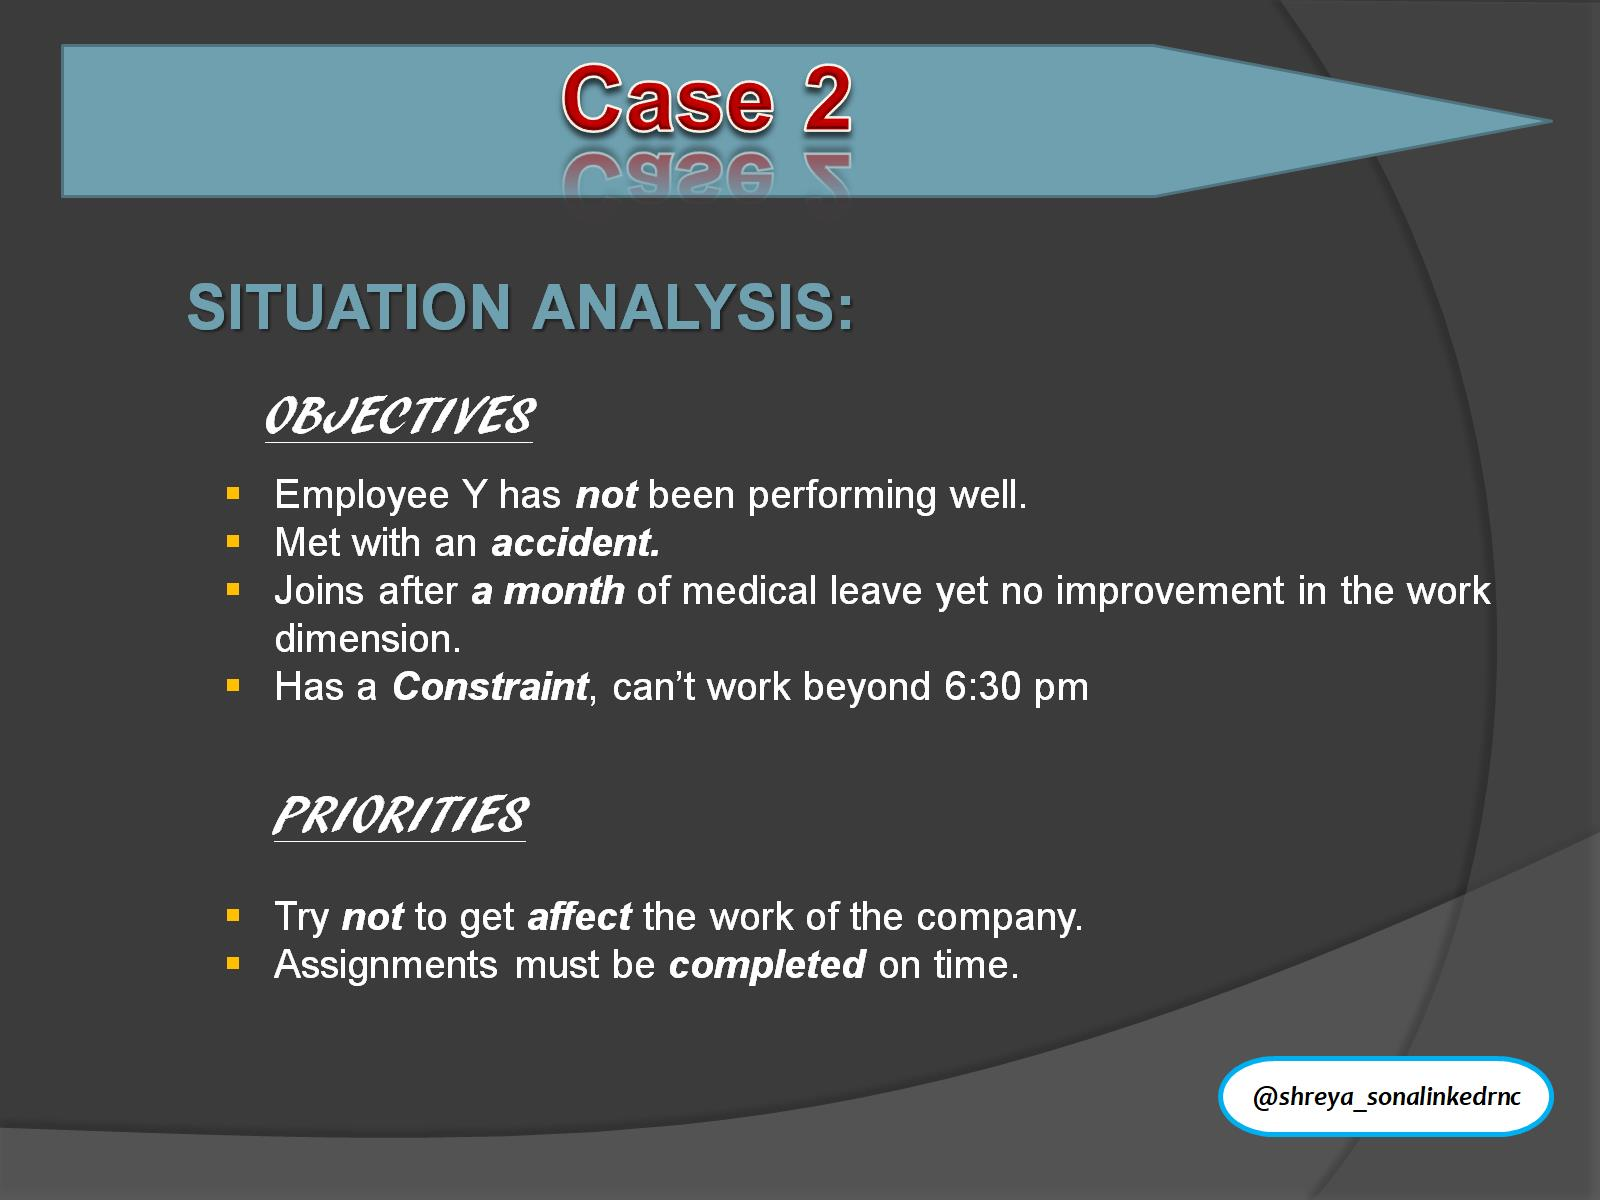 Case 2
SITUATION ANALYSIS:
OBJECTIVES
Employee Y has not been performing well.
Met with an accident.
Joins after a month of medical leave yet no improvement in the work
dimension.
Has a Constraint, can’t work beyond 6:30 pm
PRIORITIES
Try not to get affect the work of the company.
Assignments must be completed on time.
@shreya_sonalinkedrnc